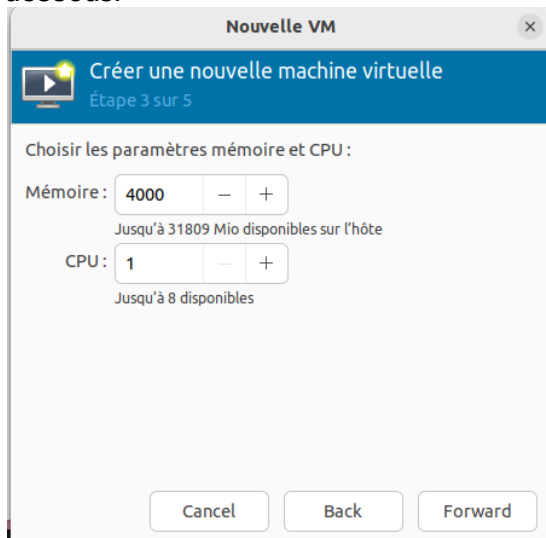 Nouvelle VM
Créer une nouvelle machine virtuelle
Étape 3 sur 5
Choisir les paramètres mémoire et CPU :
Mémoire : 4000
Jusqu'à 31809 Mio disponibles sur l'hôte
CPU : 1
Jusqu'à 8 disponibles
Cancel Back Forward